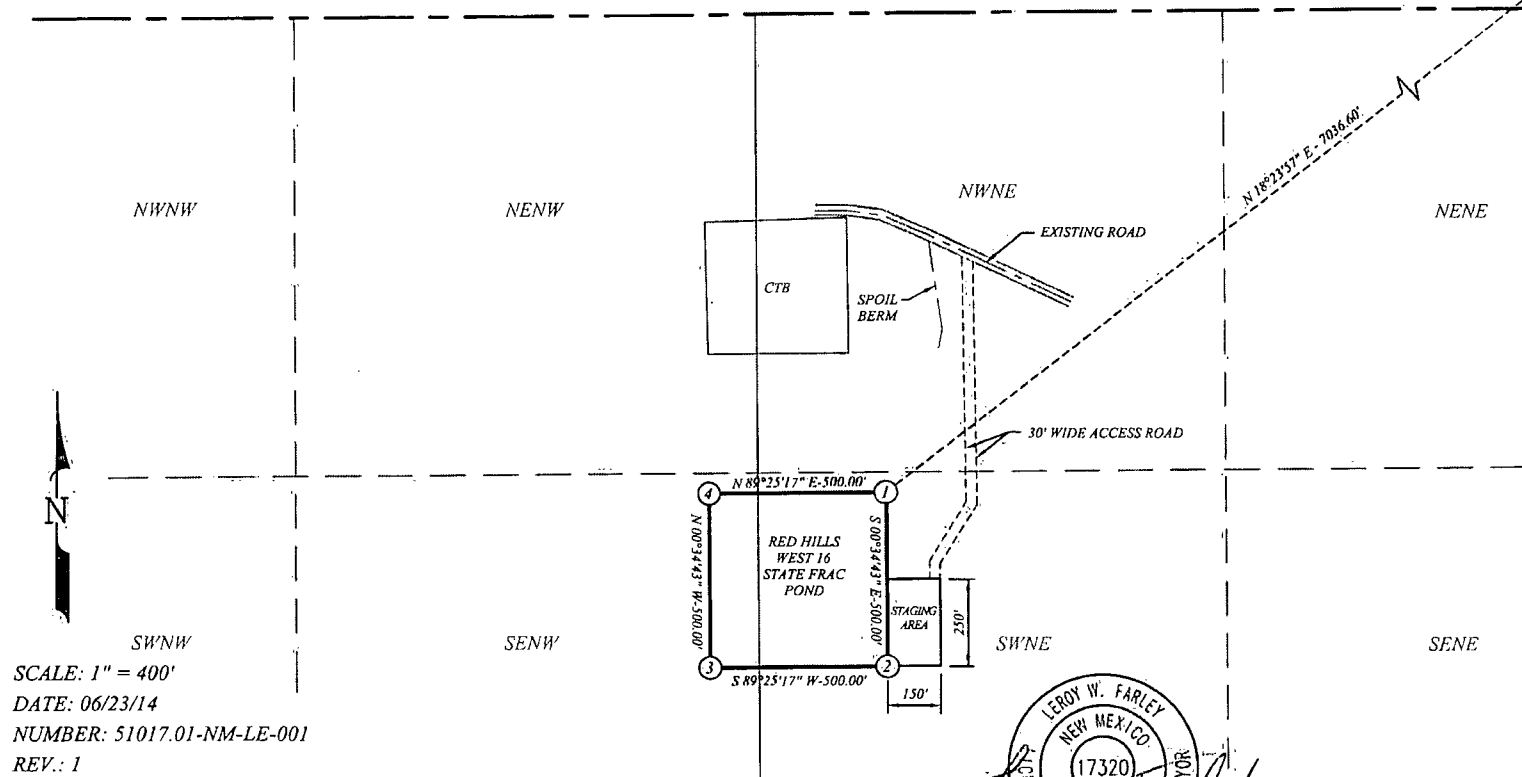 N 18°23'57" E - 7036.60'
NWNW
NENW
NWNE
NENE
EXISTING ROAD
CTB
SPOIL
BERM
30' WIDE ACCESS ROAD
N
4
N 89°25'17" E-500.00'
1
N 00°34'43" W-500.00'
RED HILLS
WEST 16
STATE FRAC
POND
S 00°34'43" E-500.00'
STAGING
AREA
250'
SWNW
SENW
SWNE
SENE
3
S 89°25'17" W-500.00'
2
150'
SCALE: 1" = 400'
DATE: 06/23/14
NUMBER: 51017.01-NM-LE-001
REV.: 1
LEROY W. FARLEY
NEW MEXICO
17320